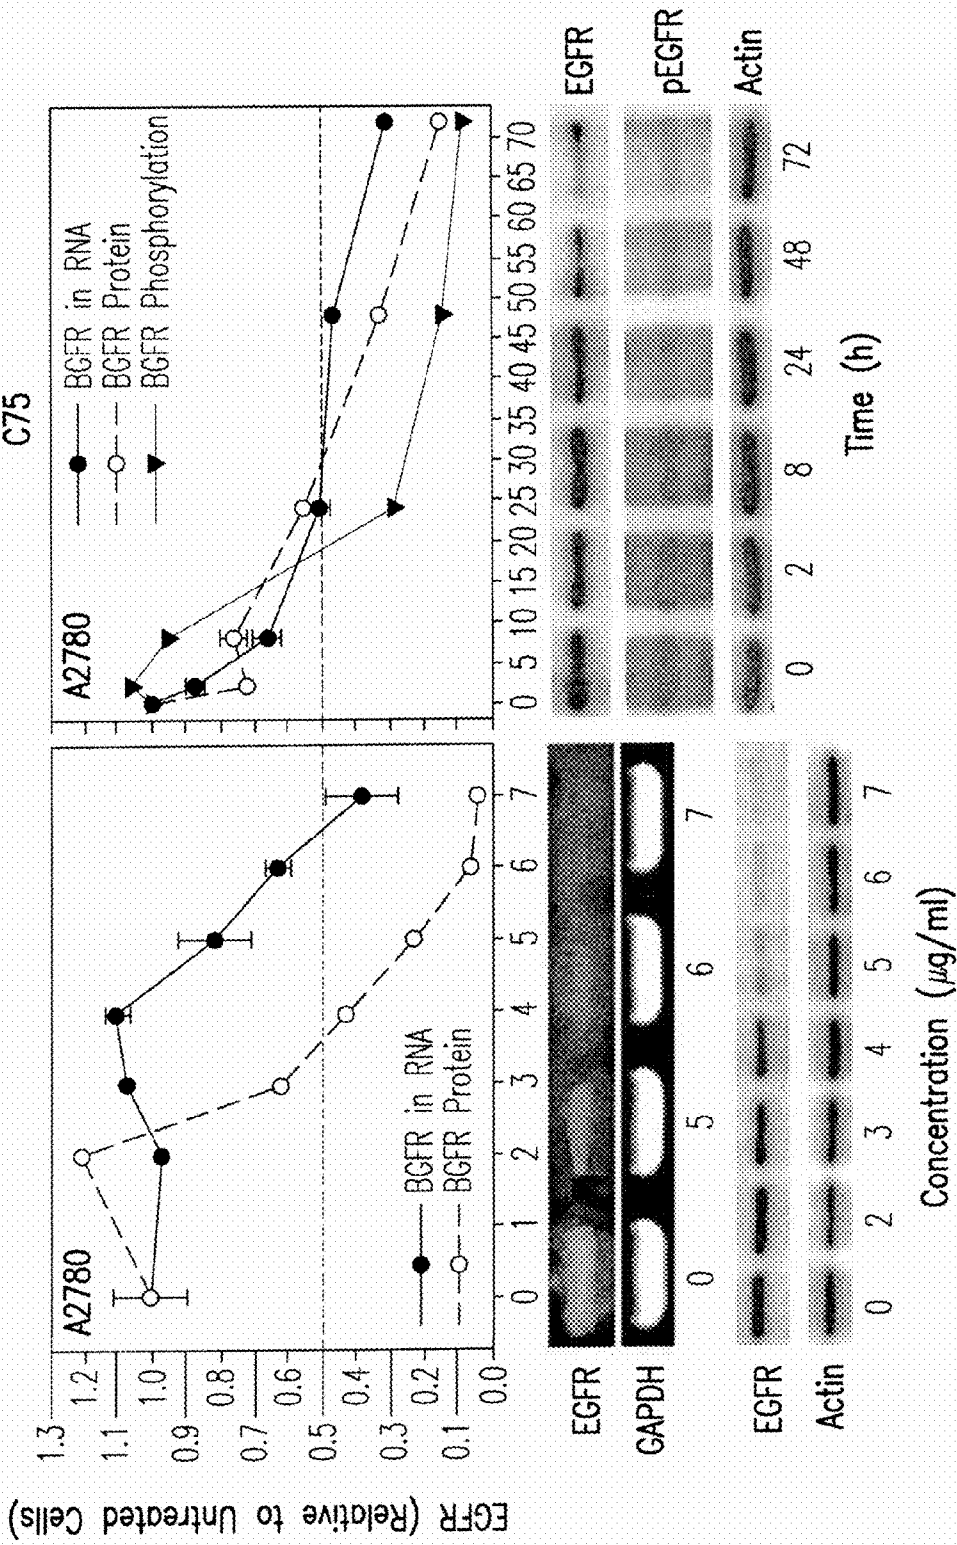 C75
EGFR (Relative to Untreated Cells)
1.3
1.2
1.1
1.0
0.9
0.8
0.7
0.6
0.5
0.4
0.3
0.2
0.1
0.0
A2780
BGFR in RNA
BGFR Protein
0 1 2 3 4 5 6 7
A2780
BGFR in RNA
BGFR Protein
BGFR Phosphorylation
0 5 10 15 20 25 30 35 40 45 50 55 60 65 70
EGFR
GAPDH
0 5 6 7
EGFR
Actin
0 2 3 4 5 6 7
Concentration (μg/ml)
EGFR
pEGFR
Actin
0 2 8 24 48 72
Time (h)